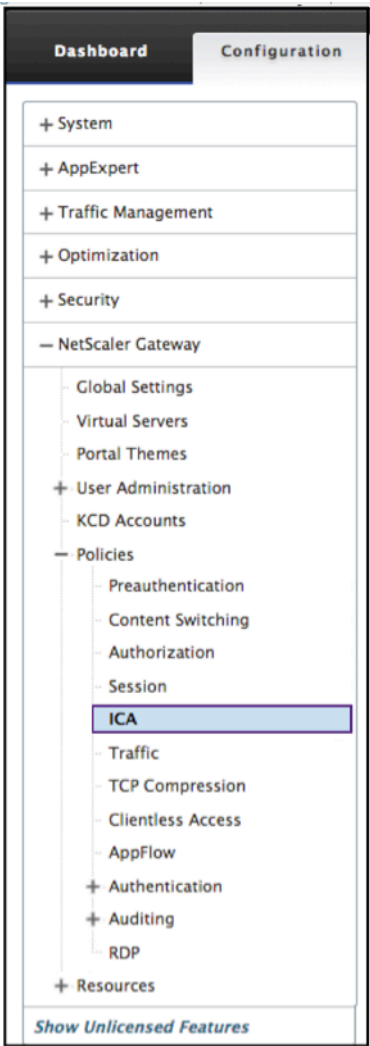 Dashboard Configuration
+ System
+ AppExpert
+ Traffic Management
+ Optimization
+ Security
− NetScaler Gateway
Global Settings
Virtual Servers
Portal Themes
+ User Administration
KCD Accounts
− Policies
Preauthentication
Content Switching
Authorization
Session
ICA
Traffic
TCP Compression
Clientless Access
AppFlow
+ Authentication
+ Auditing
RDP
+ Resources
Show Unlicensed Features